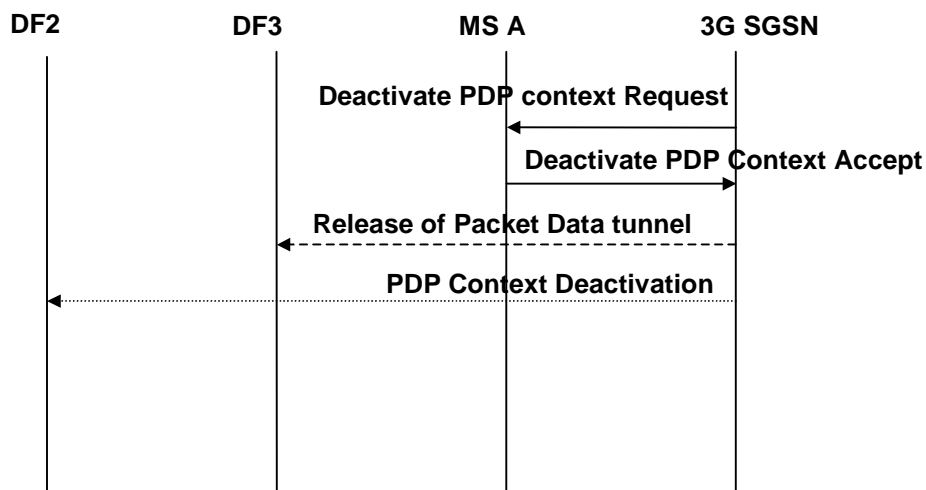 DF2 DF3 MS A 3G SGSN
Deactivate PDP context Request
Deactivate PDP Context Accept
Release of Packet Data tunnel
PDP Context Deactivation